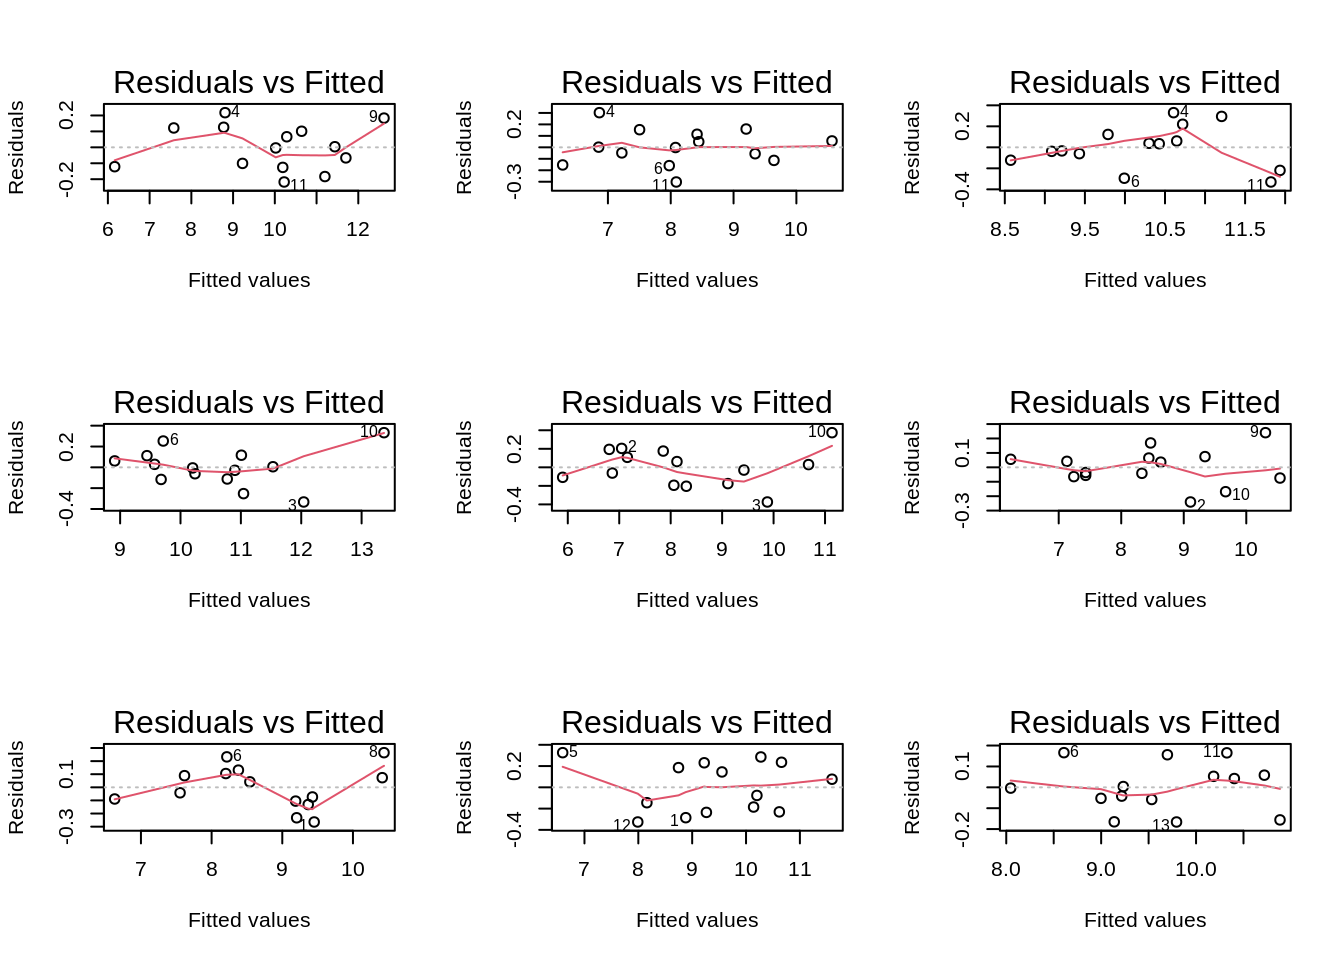 Residuals vs Fitted
Residuals
0.2
-0.2
4
9
11
6 7 8 9 10 12
Fitted values
Residuals vs Fitted
Residuals
0.2
-0.3
4
6
11
7 8 9 10
Fitted values
Residuals vs Fitted
Residuals
0.2
-0.4
4
6
11
8.5 9.5 10.5 11.5
Fitted values
Residuals vs Fitted
Residuals
0.2
-0.4
6
10
3
9 10 11 12 13
Fitted values
Residuals vs Fitted
Residuals
0.2
-0.4
2
10
3
6 7 8 9 10 11
Fitted values
Residuals vs Fitted
Residuals
0.1
-0.3
9
10
2
7 8 9 10
Fitted values
Residuals vs Fitted
Residuals
0.1
-0.3
6
8
1
7 8 9 10
Fitted values
Residuals vs Fitted
Residuals
0.2
-0.4
5
12
1
7 8 9 10 11
Fitted values
Residuals vs Fitted
Residuals
0.1
-0.2
6
11
13
8.0 9.0 10.0
Fitted values